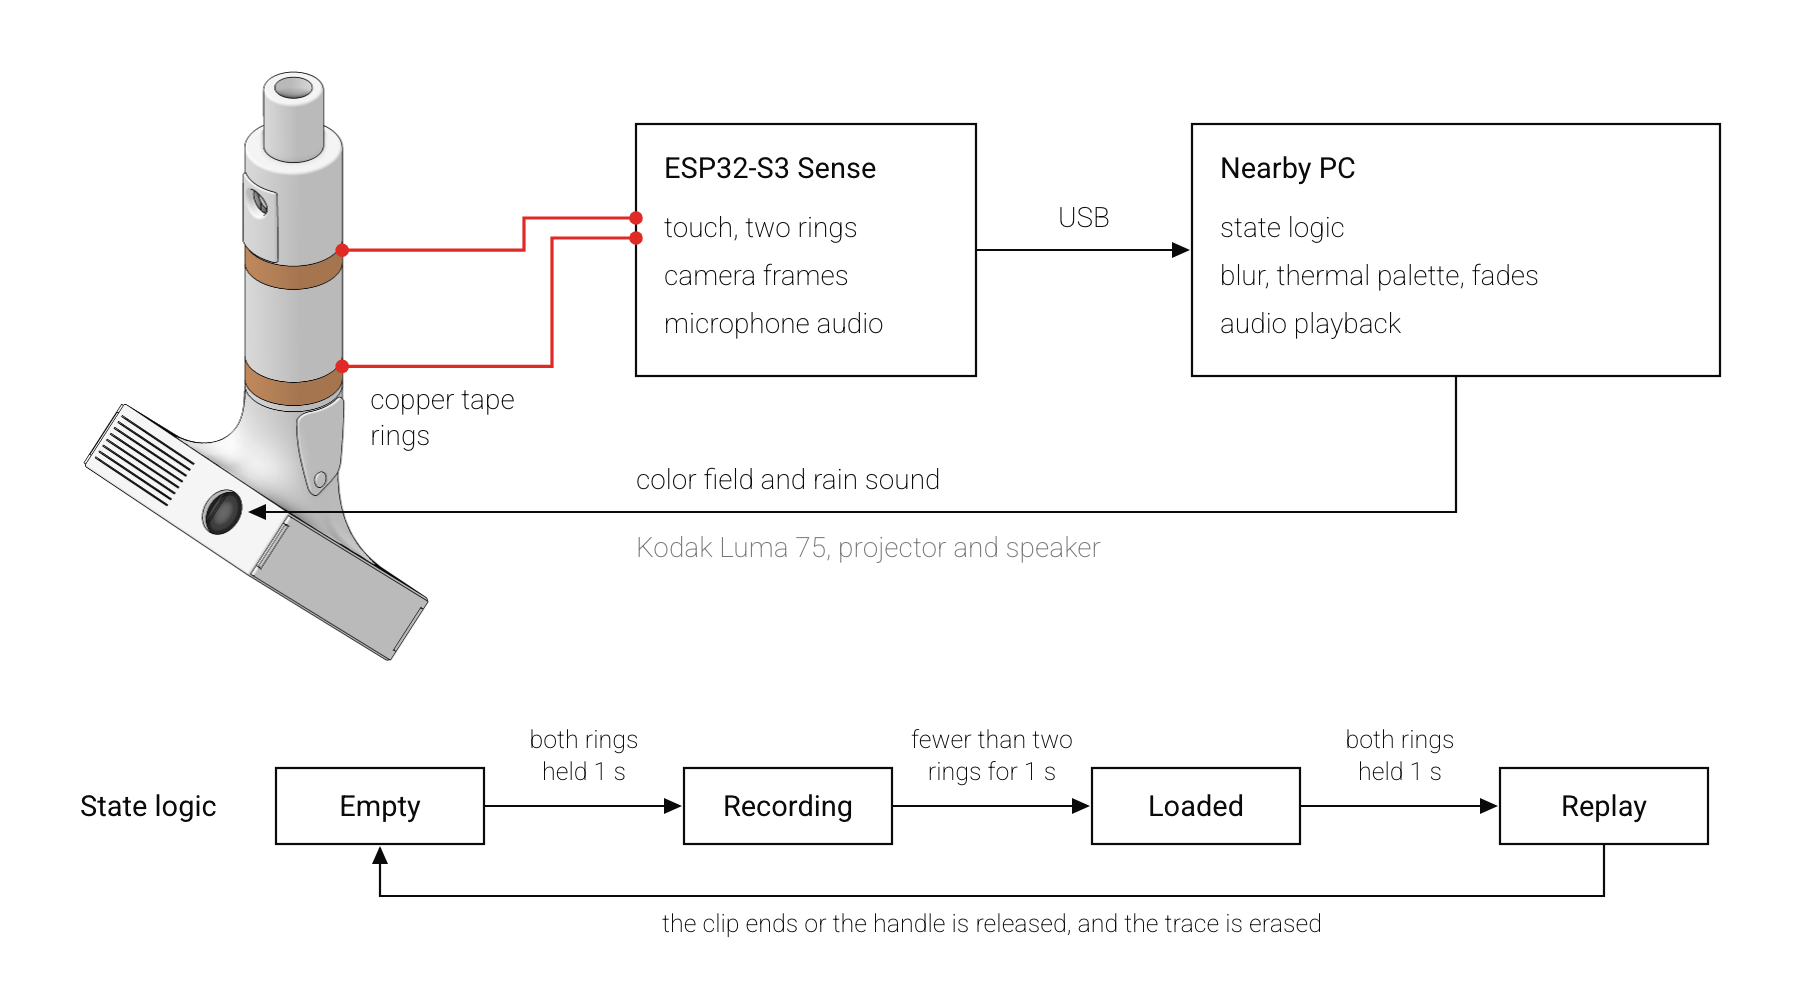 ESP32-S3 Sense
touch, two rings
camera frames
microphone audio
USB
Nearby PC
state logic
blur, thermal palette, fades
audio playback
copper tape
rings
color field and rain sound
Kodak Luma 75, projector and speaker
State logic
Empty
both rings
held 1 s
Recording
fewer than two
rings for 1 s
Loaded
both rings
held 1 s
Replay
the clip ends or the handle is released, and the trace is erased